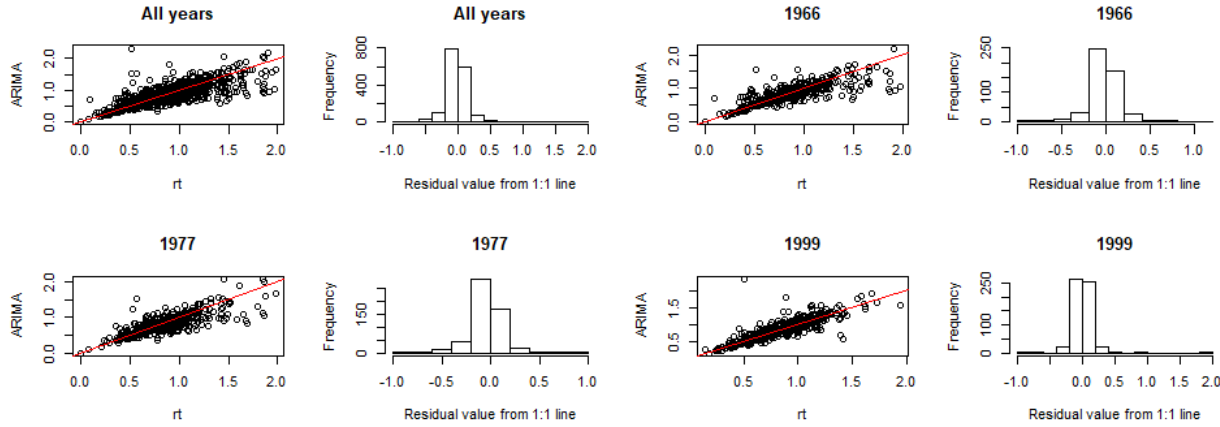 All years
ARIMA
0.0 1.0 2.0
0.0 0.5 1.0 1.5 2.0
rt
All years
Frequency
0 400 800
-1.0 0.0 0.5 1.0 1.5 2.0
Residual value from 1:1 line
1966
ARIMA
0.0 1.0 2.0
0.0 0.5 1.0 1.5 2.0
rt
1966
Frequency
0 100 250
-1.0 -0.5 0.0 0.5 1.0
Residual value from 1:1 line
1977
ARIMA
0.0 1.0 2.0
0.0 0.5 1.0 1.5 2.0
rt
1977
Frequency
0 150
-1.0 -0.5 0.0 0.5 1.0
Residual value from 1:1 line
1999
ARIMA
0.5 1.5
0.5 1.0 1.5 2.0
rt
1999
Frequency
0 100 250
-1.0 0.0 0.5 1.0 1.5 2.0
Residual value from 1:1 line